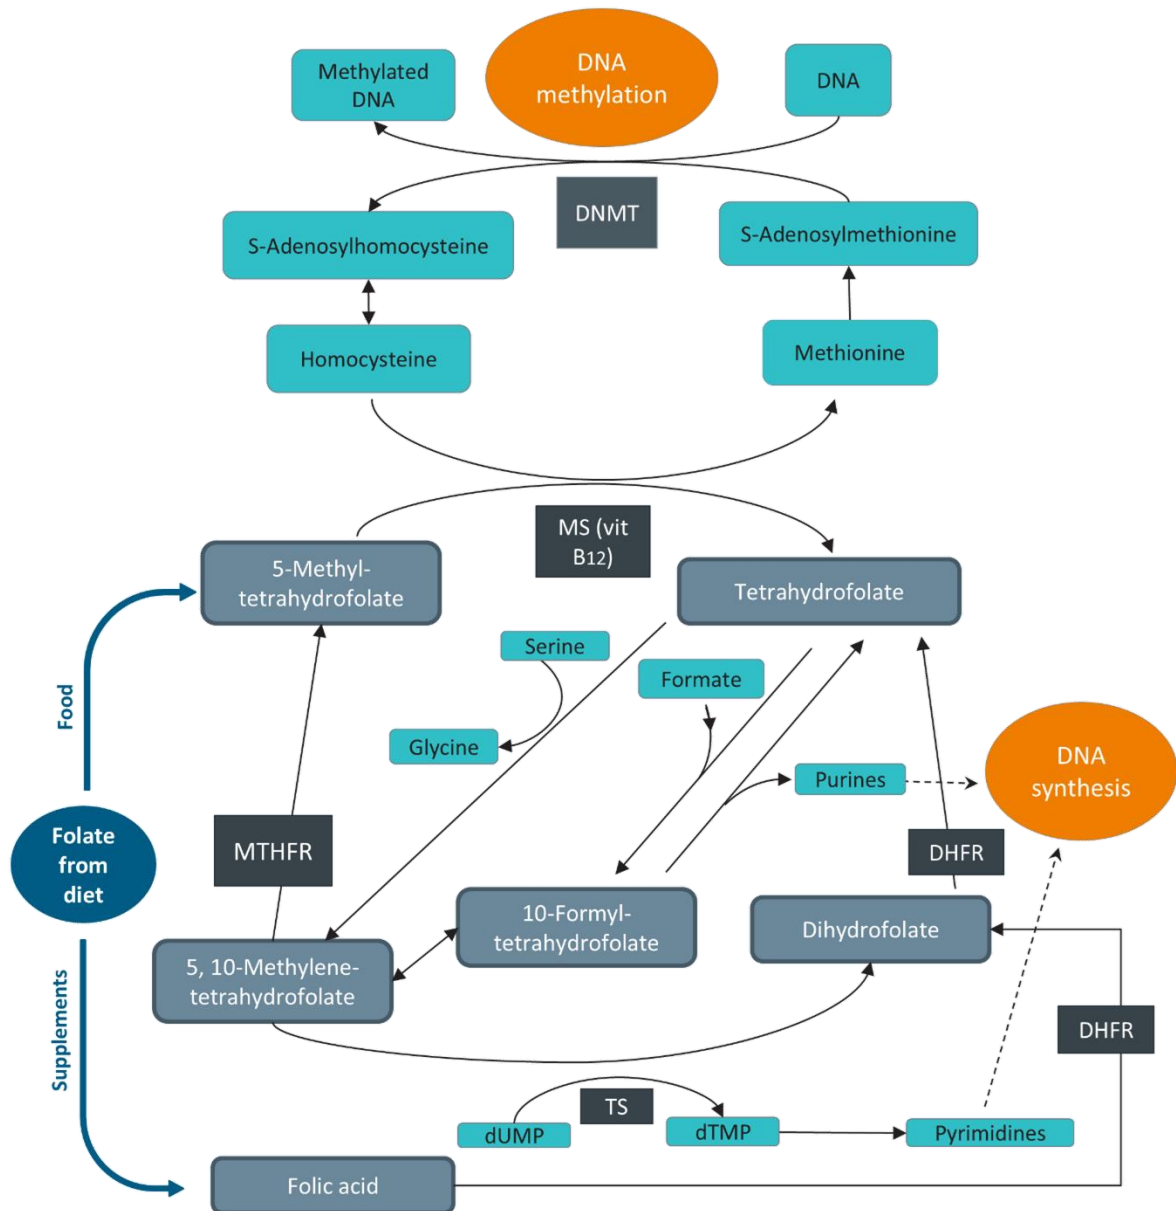 Methylated
DNA
DNA
methylation
DNA
DNMT
S-Adenosylhomocysteine
S-Adenosylmethionine
Homocysteine
Methionine
MS (vit
B12)
5-Methyl-
tetrahydrofolate
Tetrahydrofolate
Serine
Formate
Glycine
Food
Purines
DNA
synthesis
Folate
from
diet
MTHFR
DHFR
10-Formyl-
tetrahydrofolate
Dihydrofolate
5, 10-Methylene-
tetrahydrofolate
Supplements
DHFR
TS
dUMP
dTMP
Pyrimidines
Folic acid